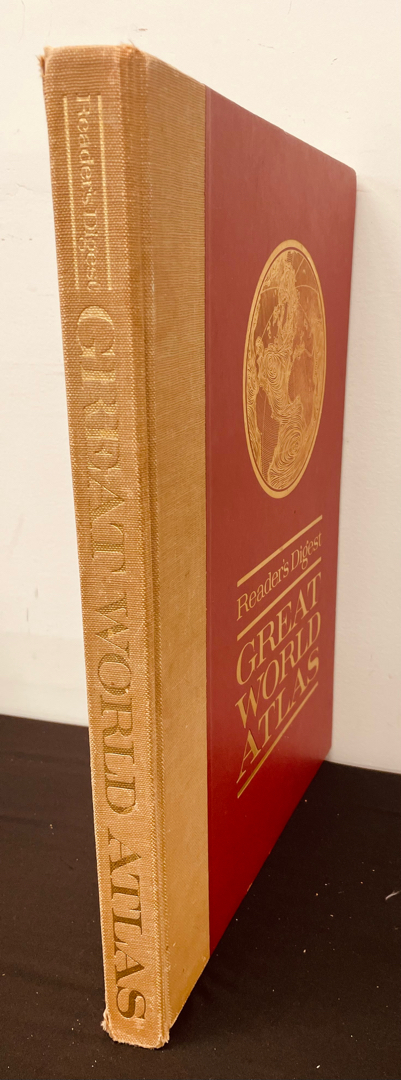 Reader's Digest GREAT WORLD ATLAS
Reader's Digest
GREAT
WORLD
ATLAS